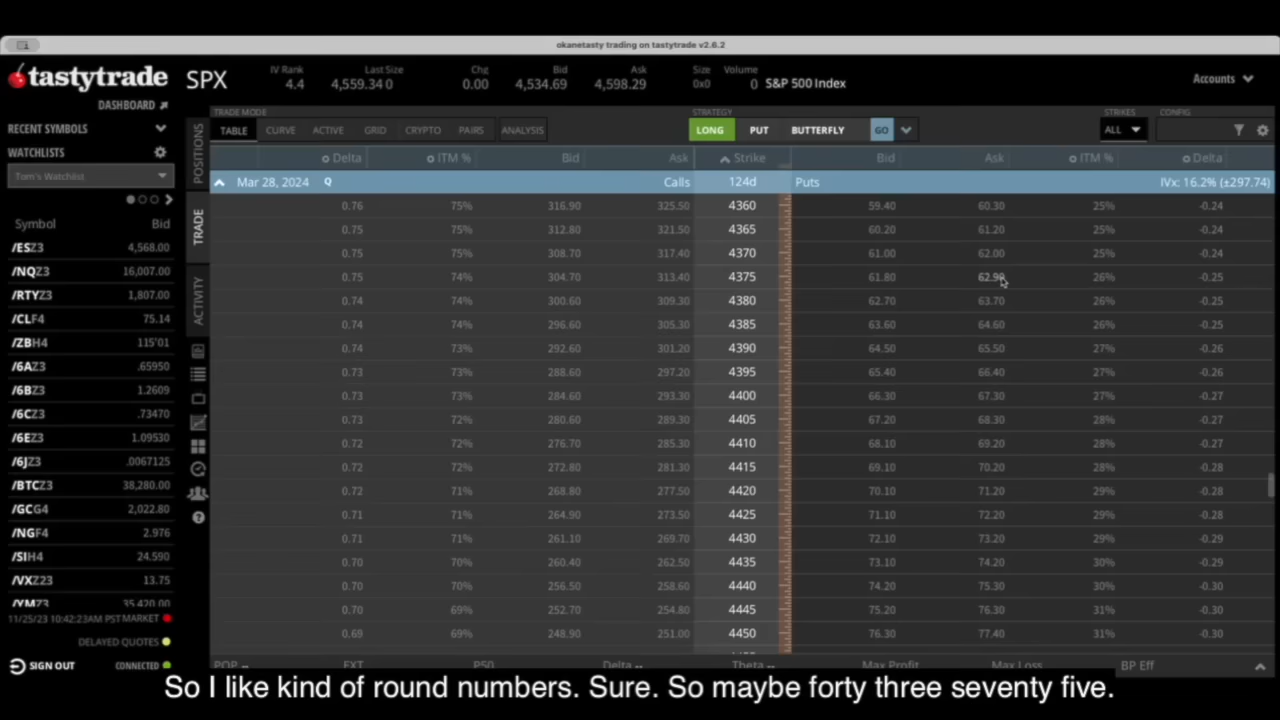 okanetasty trading on tastytrade v2.6.2
tastytrade SPX IV Rank 4.4 Last Size 4,559.34 0 Chg 0.00 Bid 4,534.69 Ask 4,598.29 Size 0x0 Volume 0 S&P 500 Index Accounts
DASHBOARD
RECENT SYMBOLS
WATCHLISTS
Tom's Watchlist
Symbol Bid
/ESZ3 4,568.00
/NQZ3 16,007.00
/RTYZ3 1,807.00
/CLF4 75.14
/ZBH4 115'01
/6AZ3 .65950
/6BZ3 1.2609
/6CZ3 .73470
/6EZ3 1.09530
/6JZ3 .0067125
/BTCZ3 38,280.00
/GCG4 2,022.80
/NGF4 2.976
/SIH4 24.590
/VXZ23 13.75
/YMZ3 35,420.00
11/25/23 10:42:23AM PST MARKET
DELAYED QUOTES
SIGN OUT CONNECTED
POSITIONS
TRADE
ACTIVITY
TRADE MODE STRATEGY STRIKES CONFIG
TABLE CURVE ACTIVE GRID CRYPTO PAIRS ANALYSIS LONG PUT BUTTERFLY GO ALL
Delta ITM % Bid Ask Strike Bid Ask ITM % Delta
Mar 28, 2024 Q Calls 124d Puts IVx: 16.2% (±297.74)
0.76 75% 316.90 325.50 4360 59.40 60.30 25% -0.24
0.75 75% 312.80 321.50 4365 60.20 61.20 25% -0.24
0.75 75% 308.70 317.40 4370 61.00 62.00 25% -0.24
0.75 74% 304.70 313.40 4375 61.80 62.90 26% -0.25
0.74 74% 300.60 309.30 4380 62.70 63.70 26% -0.25
0.74 74% 296.60 305.30 4385 63.60 64.60 26% -0.25
0.74 73% 292.60 301.20 4390 64.50 65.50 27% -0.26
0.73 73% 288.60 297.20 4395 65.40 66.40 27% -0.26
0.73 73% 284.60 293.30 4400 66.30 67.30 27% -0.27
0.73 72% 280.60 289.30 4405 67.20 68.30 28% -0.27
0.72 72% 276.70 285.30 4410 68.10 69.20 28% -0.27
0.72 72% 272.80 281.30 4415 69.10 70.20 28% -0.28
0.72 71% 268.80 277.50 4420 70.10 71.20 29% -0.28
0.71 71% 264.90 273.50 4425 71.10 72.20 29% -0.28
0.71 71% 261.10 269.70 4430 72.10 73.20 29% -0.29
0.70 70% 260.40 262.50 4435 73.10 74.20 30% -0.29
0.70 70% 256.50 258.60 4440 74.20 75.30 30% -0.30
0.70 69% 252.70 254.80 4445 75.20 76.30 31% -0.30
0.69 69% 248.90 251.00 4450 76.30 77.40 31% -0.30
POP -- EXT P50 Delta -- Theta -- Max Profit Max Loss BP Eff
So I like kind of round numbers. Sure. So maybe forty three seventy five.